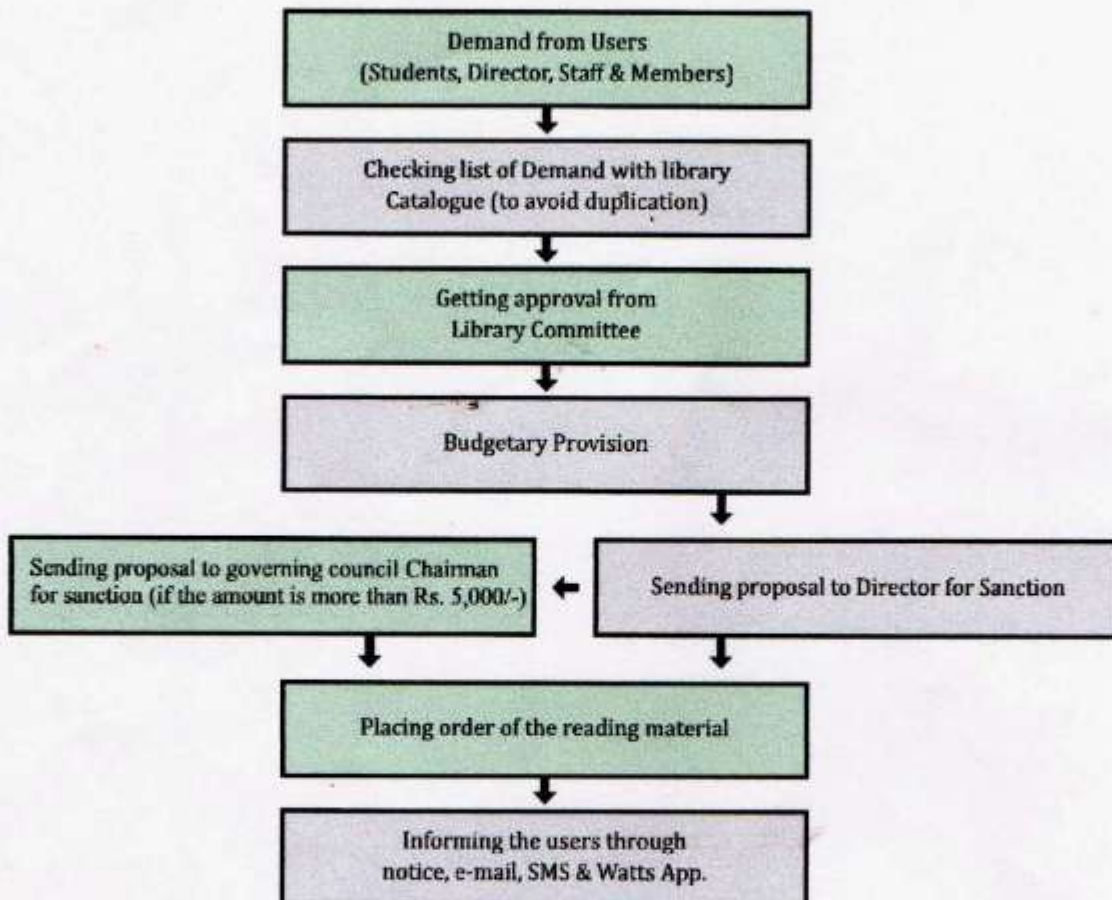 Demand from Users
(Students, Director, Staff & Members)
Checking list of Demand with library
Catalogue (to avoid duplication)
Getting approval from
Library Committee
Budgetary Provision
Sending proposal to governing council Chairman
for sanction (if the amount is more than Rs. 5,000/-)
Sending proposal to Director for Sanction
Placing order of the reading material
Informing the users through
notice, e-mail, SMS & Watts App.